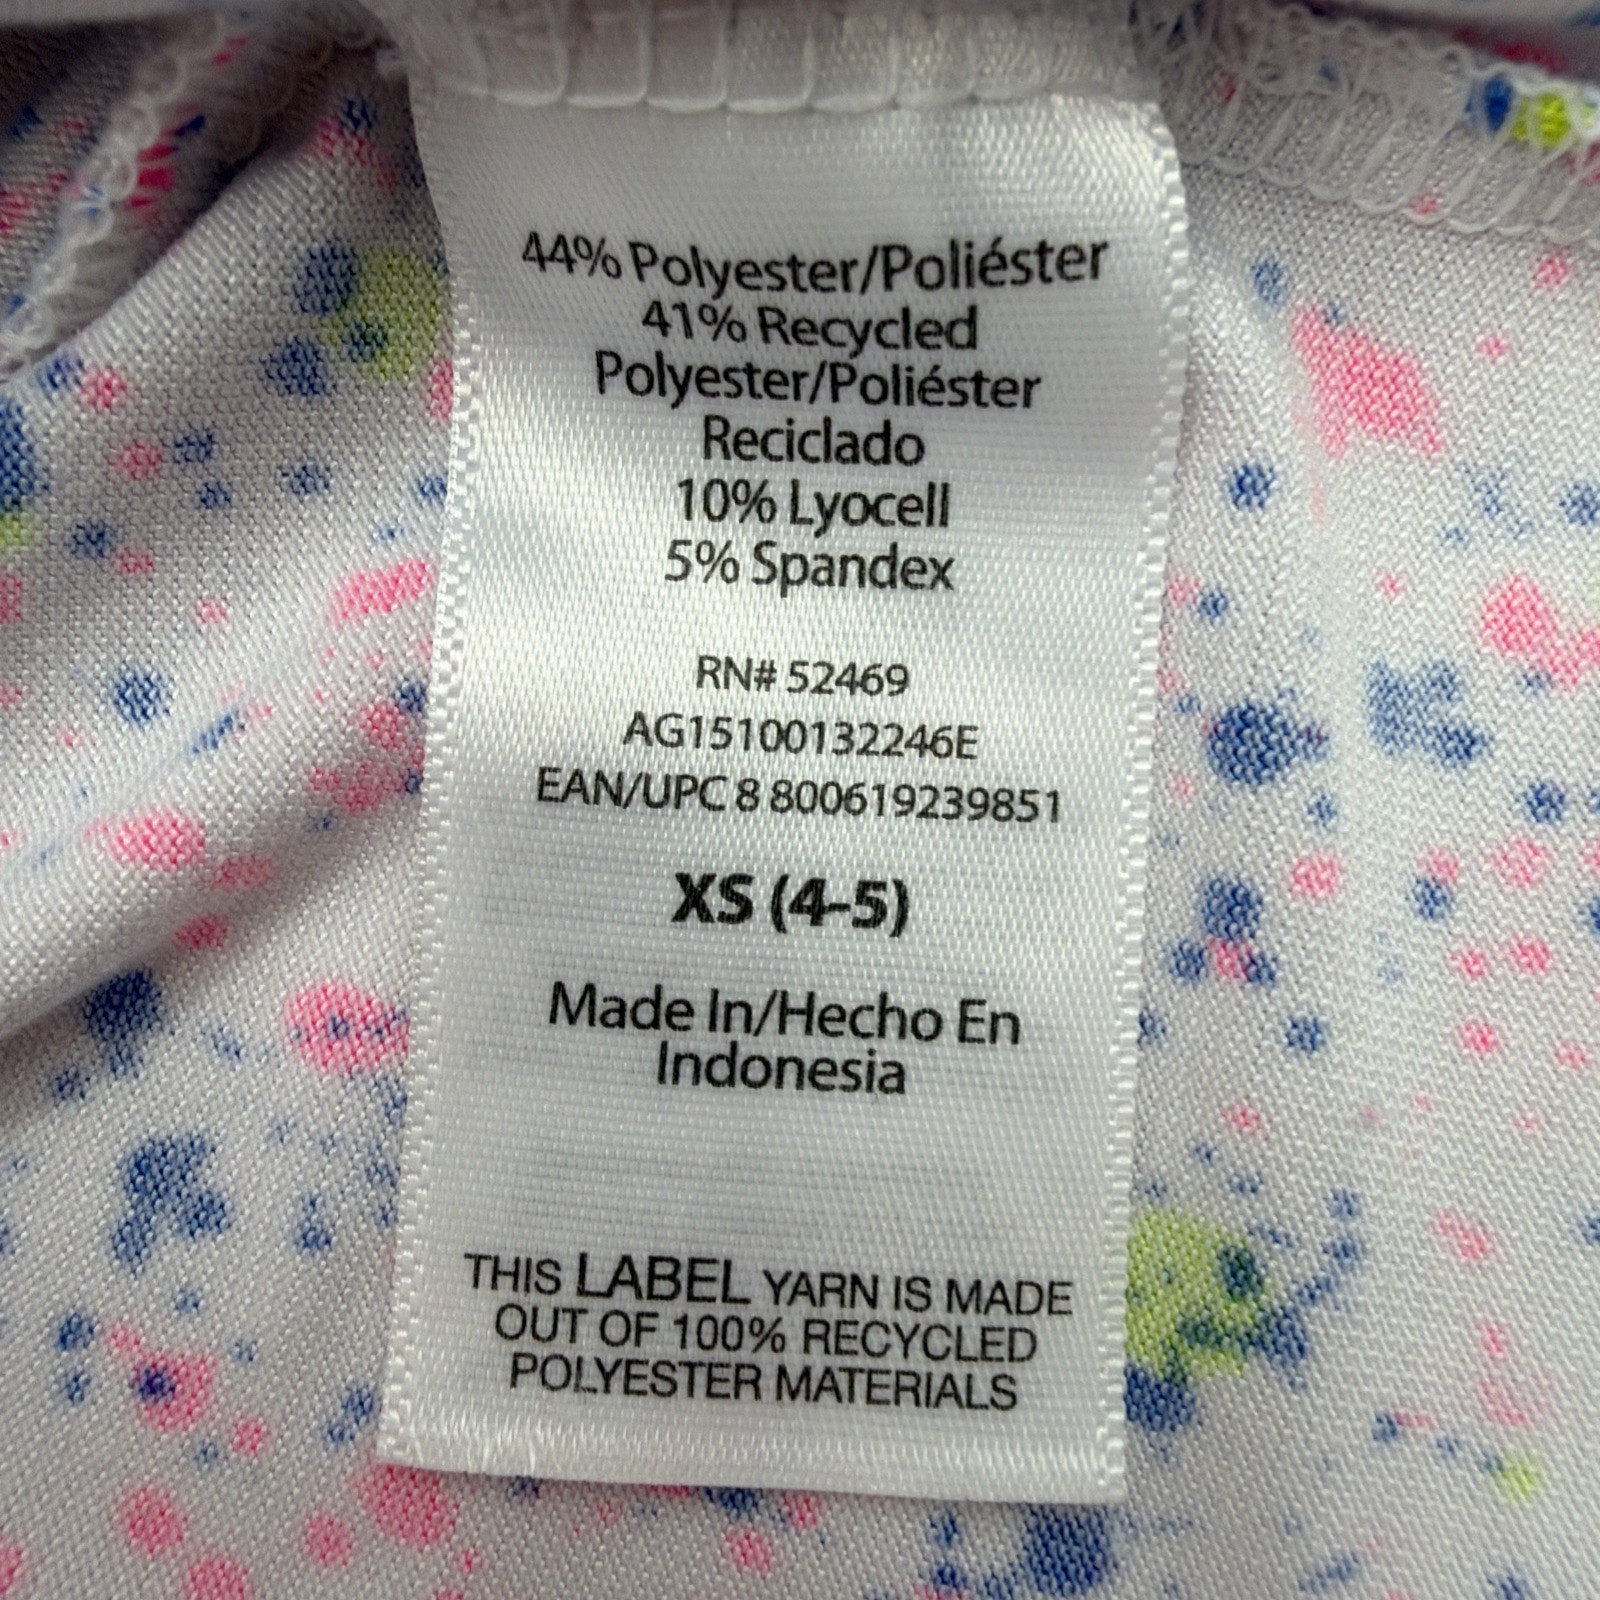 44% Polyester/Poliéster
41% Recycled
Polyester/Poliéster
Reciclado
10% Lyocell
5% Spandex
RN# 52469
AG15100132246E
EAN/UPC 8 800619239851
XS (4-5)
Made In/Hecho En
Indonesia
THIS LABEL YARN IS MADE
OUT OF 100% RECYCLED
POLYESTER MATERIALS